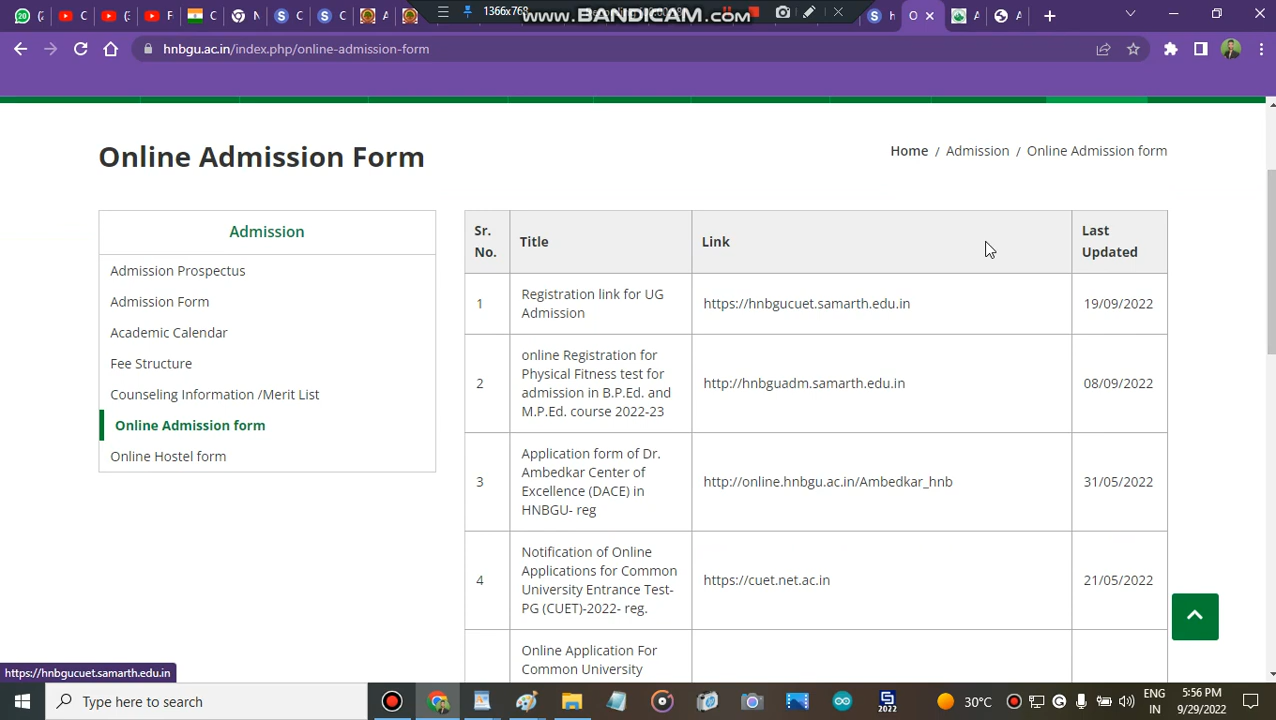 1366x768
www.BANDICAM.com
hnbgu.ac.in/index.php/online-admission-form
Online Admission Form
Home / Admission / Online Admission form
Admission
Admission Prospectus
Admission Form
Academic Calendar
Fee Structure
Counseling Information /Merit List
Online Admission form
Online Hostel form
Sr. No.
Title
Link
Last Updated
1
Registration link for UG
Admission
https://hnbgucuet.samarth.edu.in
19/09/2022
2
online Registration for
Physical Fitness test for
admission in B.P.Ed. and
M.P.Ed. course 2022-23
http://hnbguadm.samarth.edu.in
08/09/2022
3
Application form of Dr.
Ambedkar Center of
Excellence (DACE) in
HNBGU- reg
http://online.hnbgu.ac.in/Ambedkar_hnb
31/05/2022
4
Notification of Online
Applications for Common
University Entrance Test-
PG (CUET)-2022- reg.
https://cuet.net.ac.in
21/05/2022
Online Application For
Common University
https://hnbgucuet.samarth.edu.in
Type here to search
30°C
ENG
IN
5:56 PM
9/29/2022